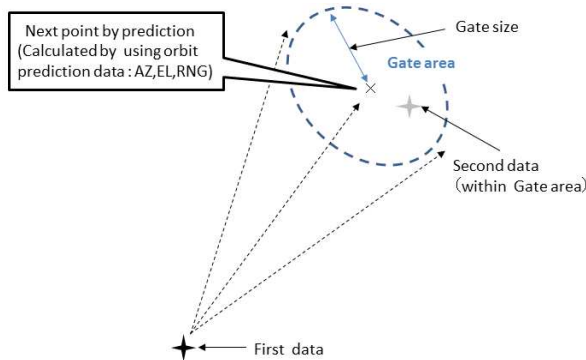 Next point by prediction
(Calculated by using orbit
prediction data : AZ,EL,RNG)
Gate size
Gate area
Second data
(within Gate area)
First data